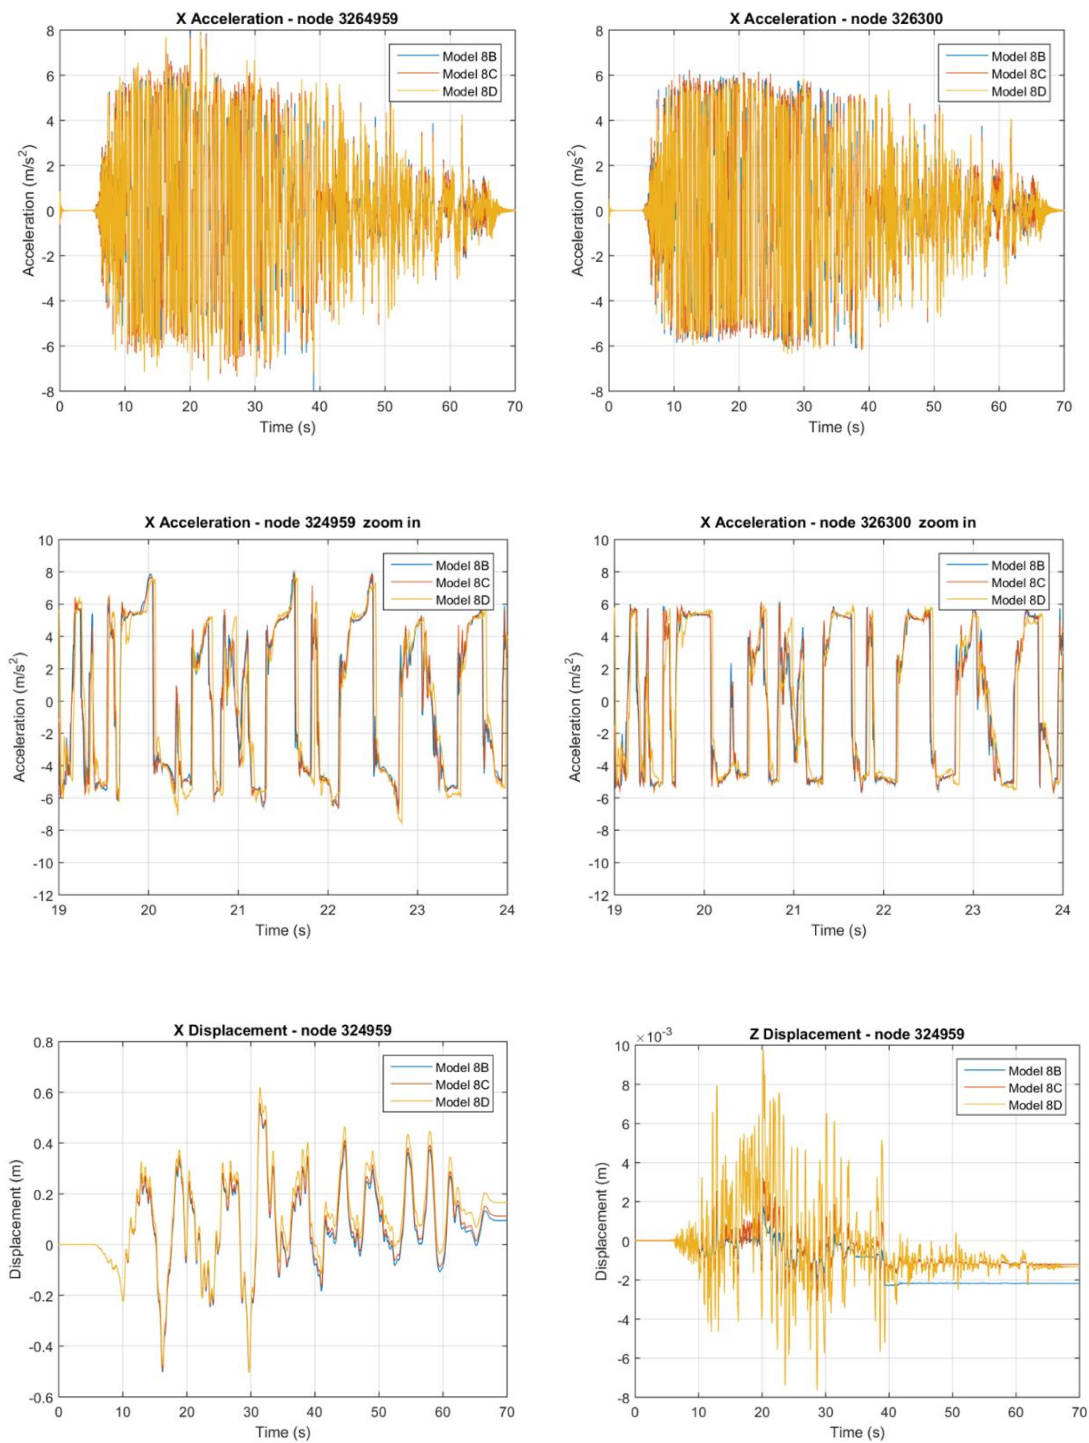 X Acceleration - node 3264959
8
6
4
2
0
-2
-4
-6
-8
Acceleration (m/s²)
0 10 20 30 40 50 60 70
Time (s)
Model 8B
Model 8C
Model 8D
X Acceleration - node 326300
8
6
4
2
0
-2
-4
-6
-8
Acceleration (m/s²)
0 10 20 30 40 50 60 70
Time (s)
Model 8B
Model 8C
Model 8D
X Acceleration - node 324959 zoom in
10
8
6
4
2
0
-2
-4
-6
-8
-10
-12
Acceleration (m/s²)
19 20 21 22 23 24
Time (s)
Model 8B
Model 8C
Model 8D
X Acceleration - node 326300 zoom in
10
8
6
4
2
0
-2
-4
-6
-8
-10
-12
Acceleration (m/s²)
19 20 21 22 23 24
Time (s)
Model 8B
Model 8C
Model 8D
X Displacement - node 324959
0.8
0.6
0.4
0.2
0
-0.2
-0.4
-0.6
Displacement (m)
0 10 20 30 40 50 60 70
Time (s)
Model 8B
Model 8C
Model 8D
Z Displacement - node 324959
×10⁻³
10
8
6
4
2
0
-2
-4
-6
-8
Displacement (m)
0 10 20 30 40 50 60 70
Time (s)
Model 8B
Model 8C
Model 8D